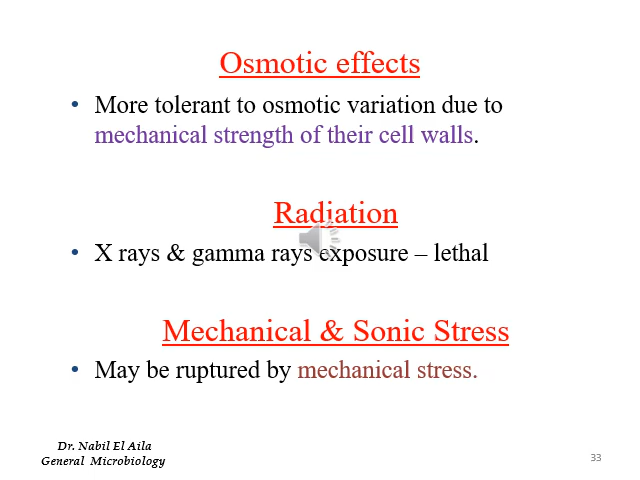 Osmotic effects
• More tolerant to osmotic variation due to
mechanical strength of their cell walls.
Radiation
• X rays & gamma rays exposure – lethal
Mechanical & Sonic Stress
• May be ruptured by mechanical stress.
Dr. Nabil El Aila
General Microbiology
33